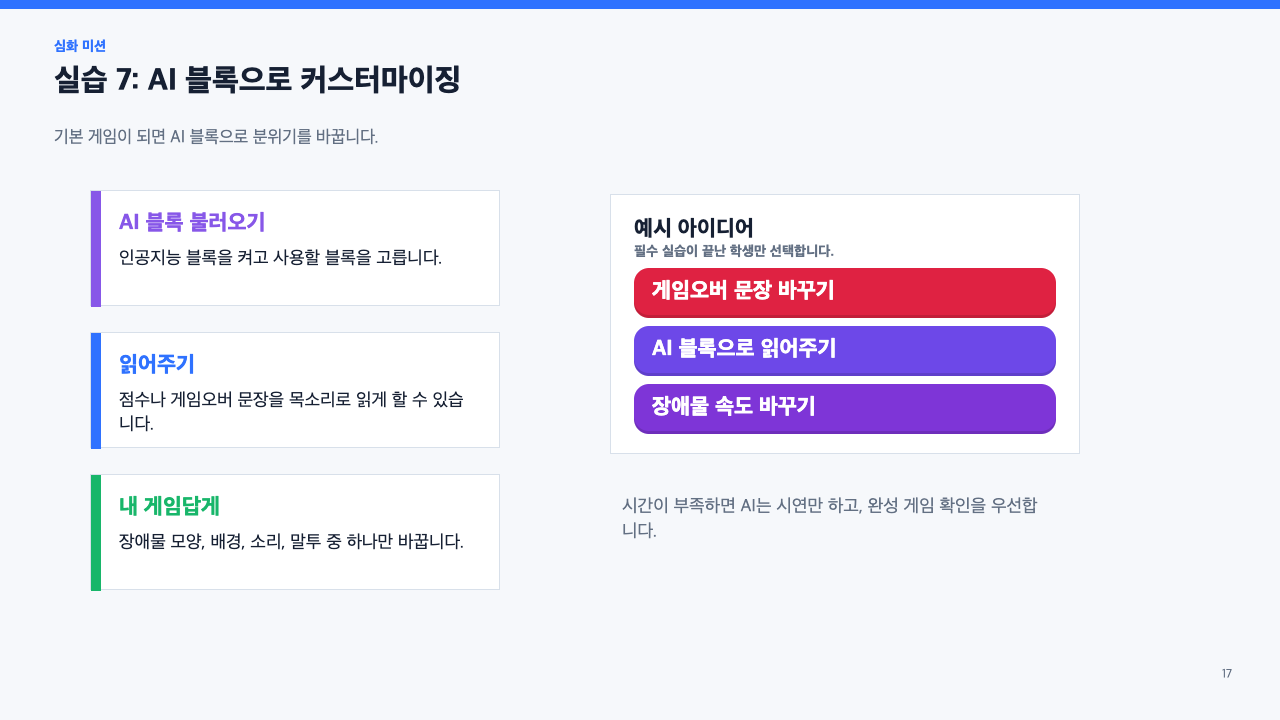 심화 미션
실습 7: AI 블록으로 커스터마이징
기본 게임이 되면 AI 블록으로 분위기를 바꿉니다.
AI 블록 불러오기
인공지능 블록을 켜고 사용할 블록을 고릅니다.
읽어주기
점수나 게임오버 문장을 목소리로 읽게 할 수 있습
니다.
내 게임답게
장애물 모양, 배경, 소리, 말투 중 하나만 바꿉니다.
예시 아이디어
필수 실습이 끝난 학생만 선택합니다.
게임오버 문장 바꾸기
AI 블록으로 읽어주기
장애물 속도 바꾸기
시간이 부족하면 AI는 시연만 하고, 완성 게임 확인을 우선합
니다.
17